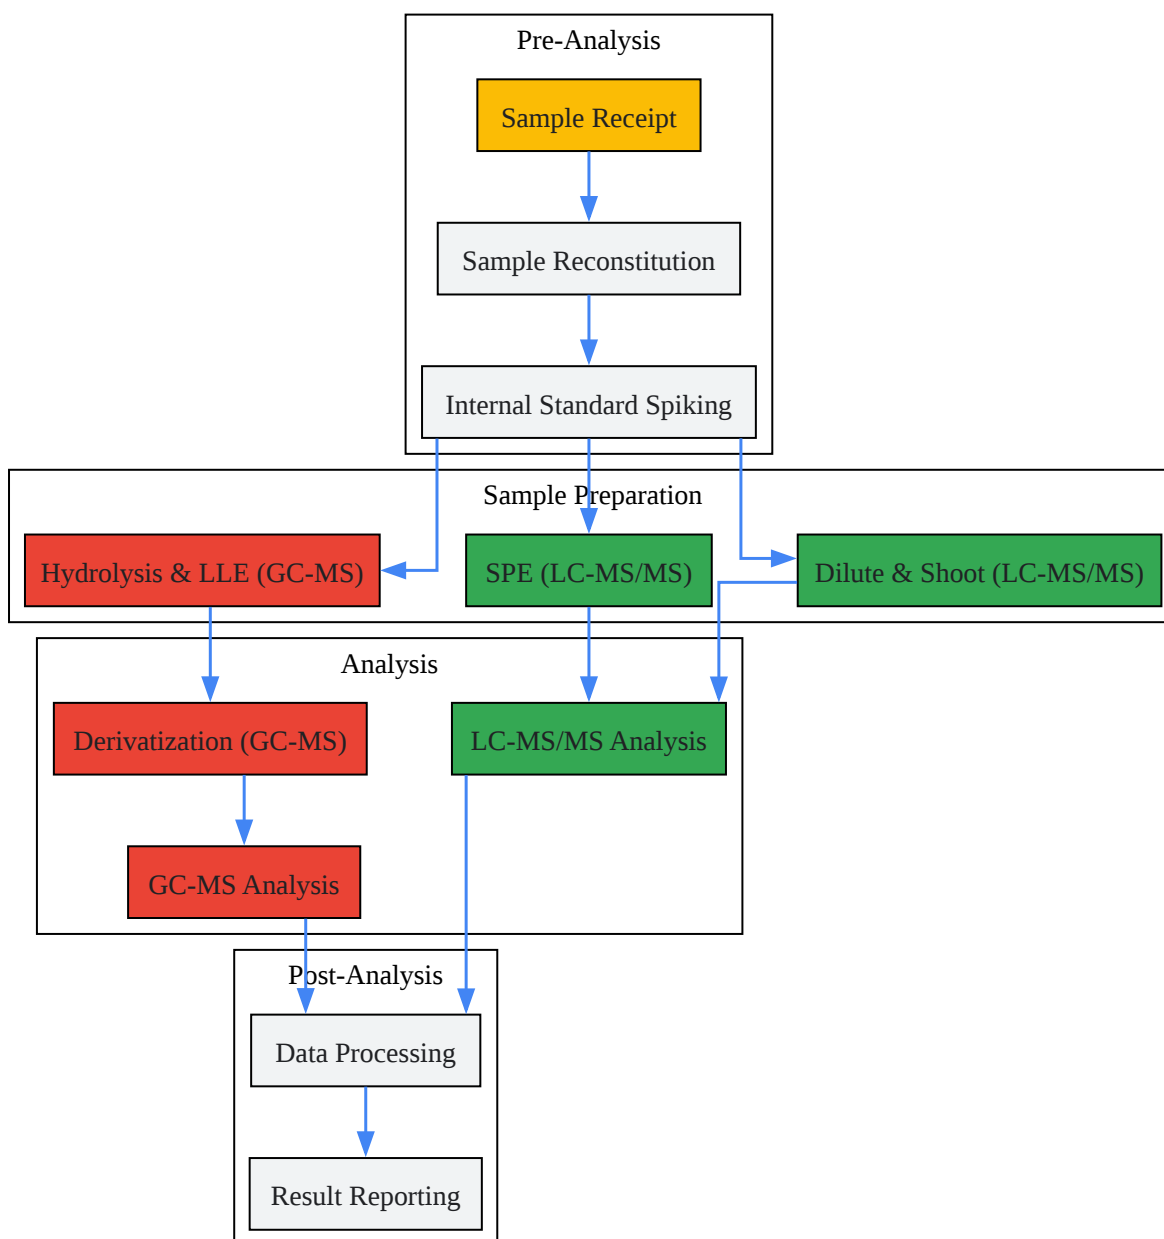 Pre-Analysis
Sample Receipt
Sample Reconstitution
Internal Standard Spiking
Sample Preparation
Hydrolysis & LLE (GC-MS)
SPE (LC-MS/MS)
Dilute & Shoot (LC-MS/MS)
Analysis
Derivatization (GC-MS)
LC-MS/MS Analysis
GC-MS Analysis
Post-Analysis
Data Processing
Result Reporting